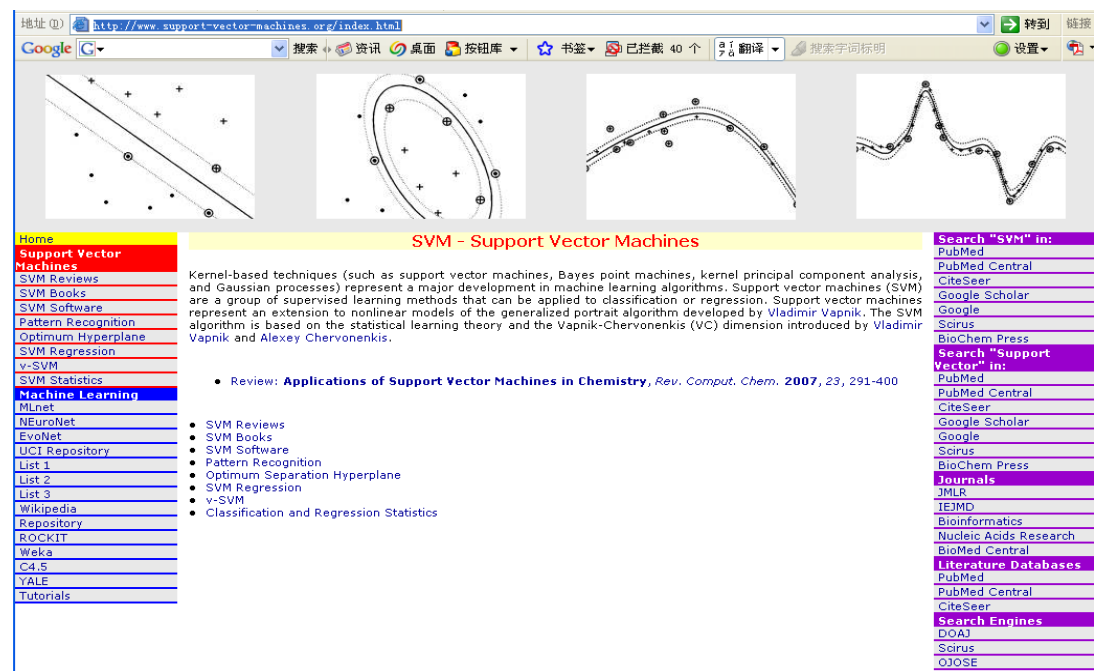 地址(D) http://www.support-vector-machines.org/index.html 转到 链接
Google G 搜索 资讯 桌面 按钮库 书签 已拦截 40 个 翻译 搜索字词标明 设置
Home
Support Vector
Machines
SVM Reviews
SVM Books
SVM Software
Pattern Recognition
Optimum Hyperplane
SVM Regression
v-SVM
SVM Statistics
Machine Learning
MLnet
NEuroNet
EvoNet
UCI Repository
List 1
List 2
List 3
Wikipedia
Repository
ROCKIT
Weka
C4.5
YALE
Tutorials
SVM - Support Vector Machines
Kernel-based techniques (such as support vector machines, Bayes point machines, kernel principal component analysis,
and Gaussian processes) represent a major development in machine learning algorithms. Support vector machines (SVM)
are a group of supervised learning methods that can be applied to classification or regression. Support vector machines
represent an extension to nonlinear models of the generalized portrait algorithm developed by Vladimir Vapnik. The SVM
algorithm is based on the statistical learning theory and the Vapnik-Chervonenkis (VC) dimension introduced by Vladimir
Vapnik and Alexey Chervonenkis.
• Review: Applications of Support Vector Machines in Chemistry, Rev. Comput. Chem. 2007, 23, 291-400
• SVM Reviews
• SVM Books
• SVM Software
• Pattern Recognition
• Optimum Separation Hyperplane
• SVM Regression
• v-SVM
• Classification and Regression Statistics
Search "SVM" in:
PubMed
PubMed Central
CiteSeer
Google Scholar
Google
Scirus
BioChem Press
Search "Support
Vector" in:
PubMed
PubMed Central
CiteSeer
Google Scholar
Google
Scirus
BioChem Press
Journals
JMLR
IEJMD
Bioinformatics
Nucleic Acids Research
BioMed Central
Literature Databases
PubMed
PubMed Central
CiteSeer
Search Engines
DOAJ
Scirus
OJOSE